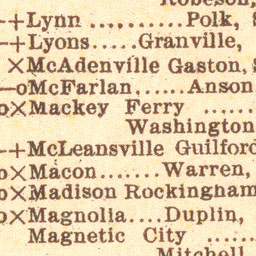 Robeson,
—+Lynn ........... Polk,
—+Lyons..... Granville,
×McAdenville Gaston,
—oMcFarlan,...... Anson
o×Mackey Ferry ......
Washington
—+McLeansville Guilford
o×Macon....... Warren,
o×Madison Rockingham
o×Magnolia.... Duplin,
Magnetic City ......
Mitchell